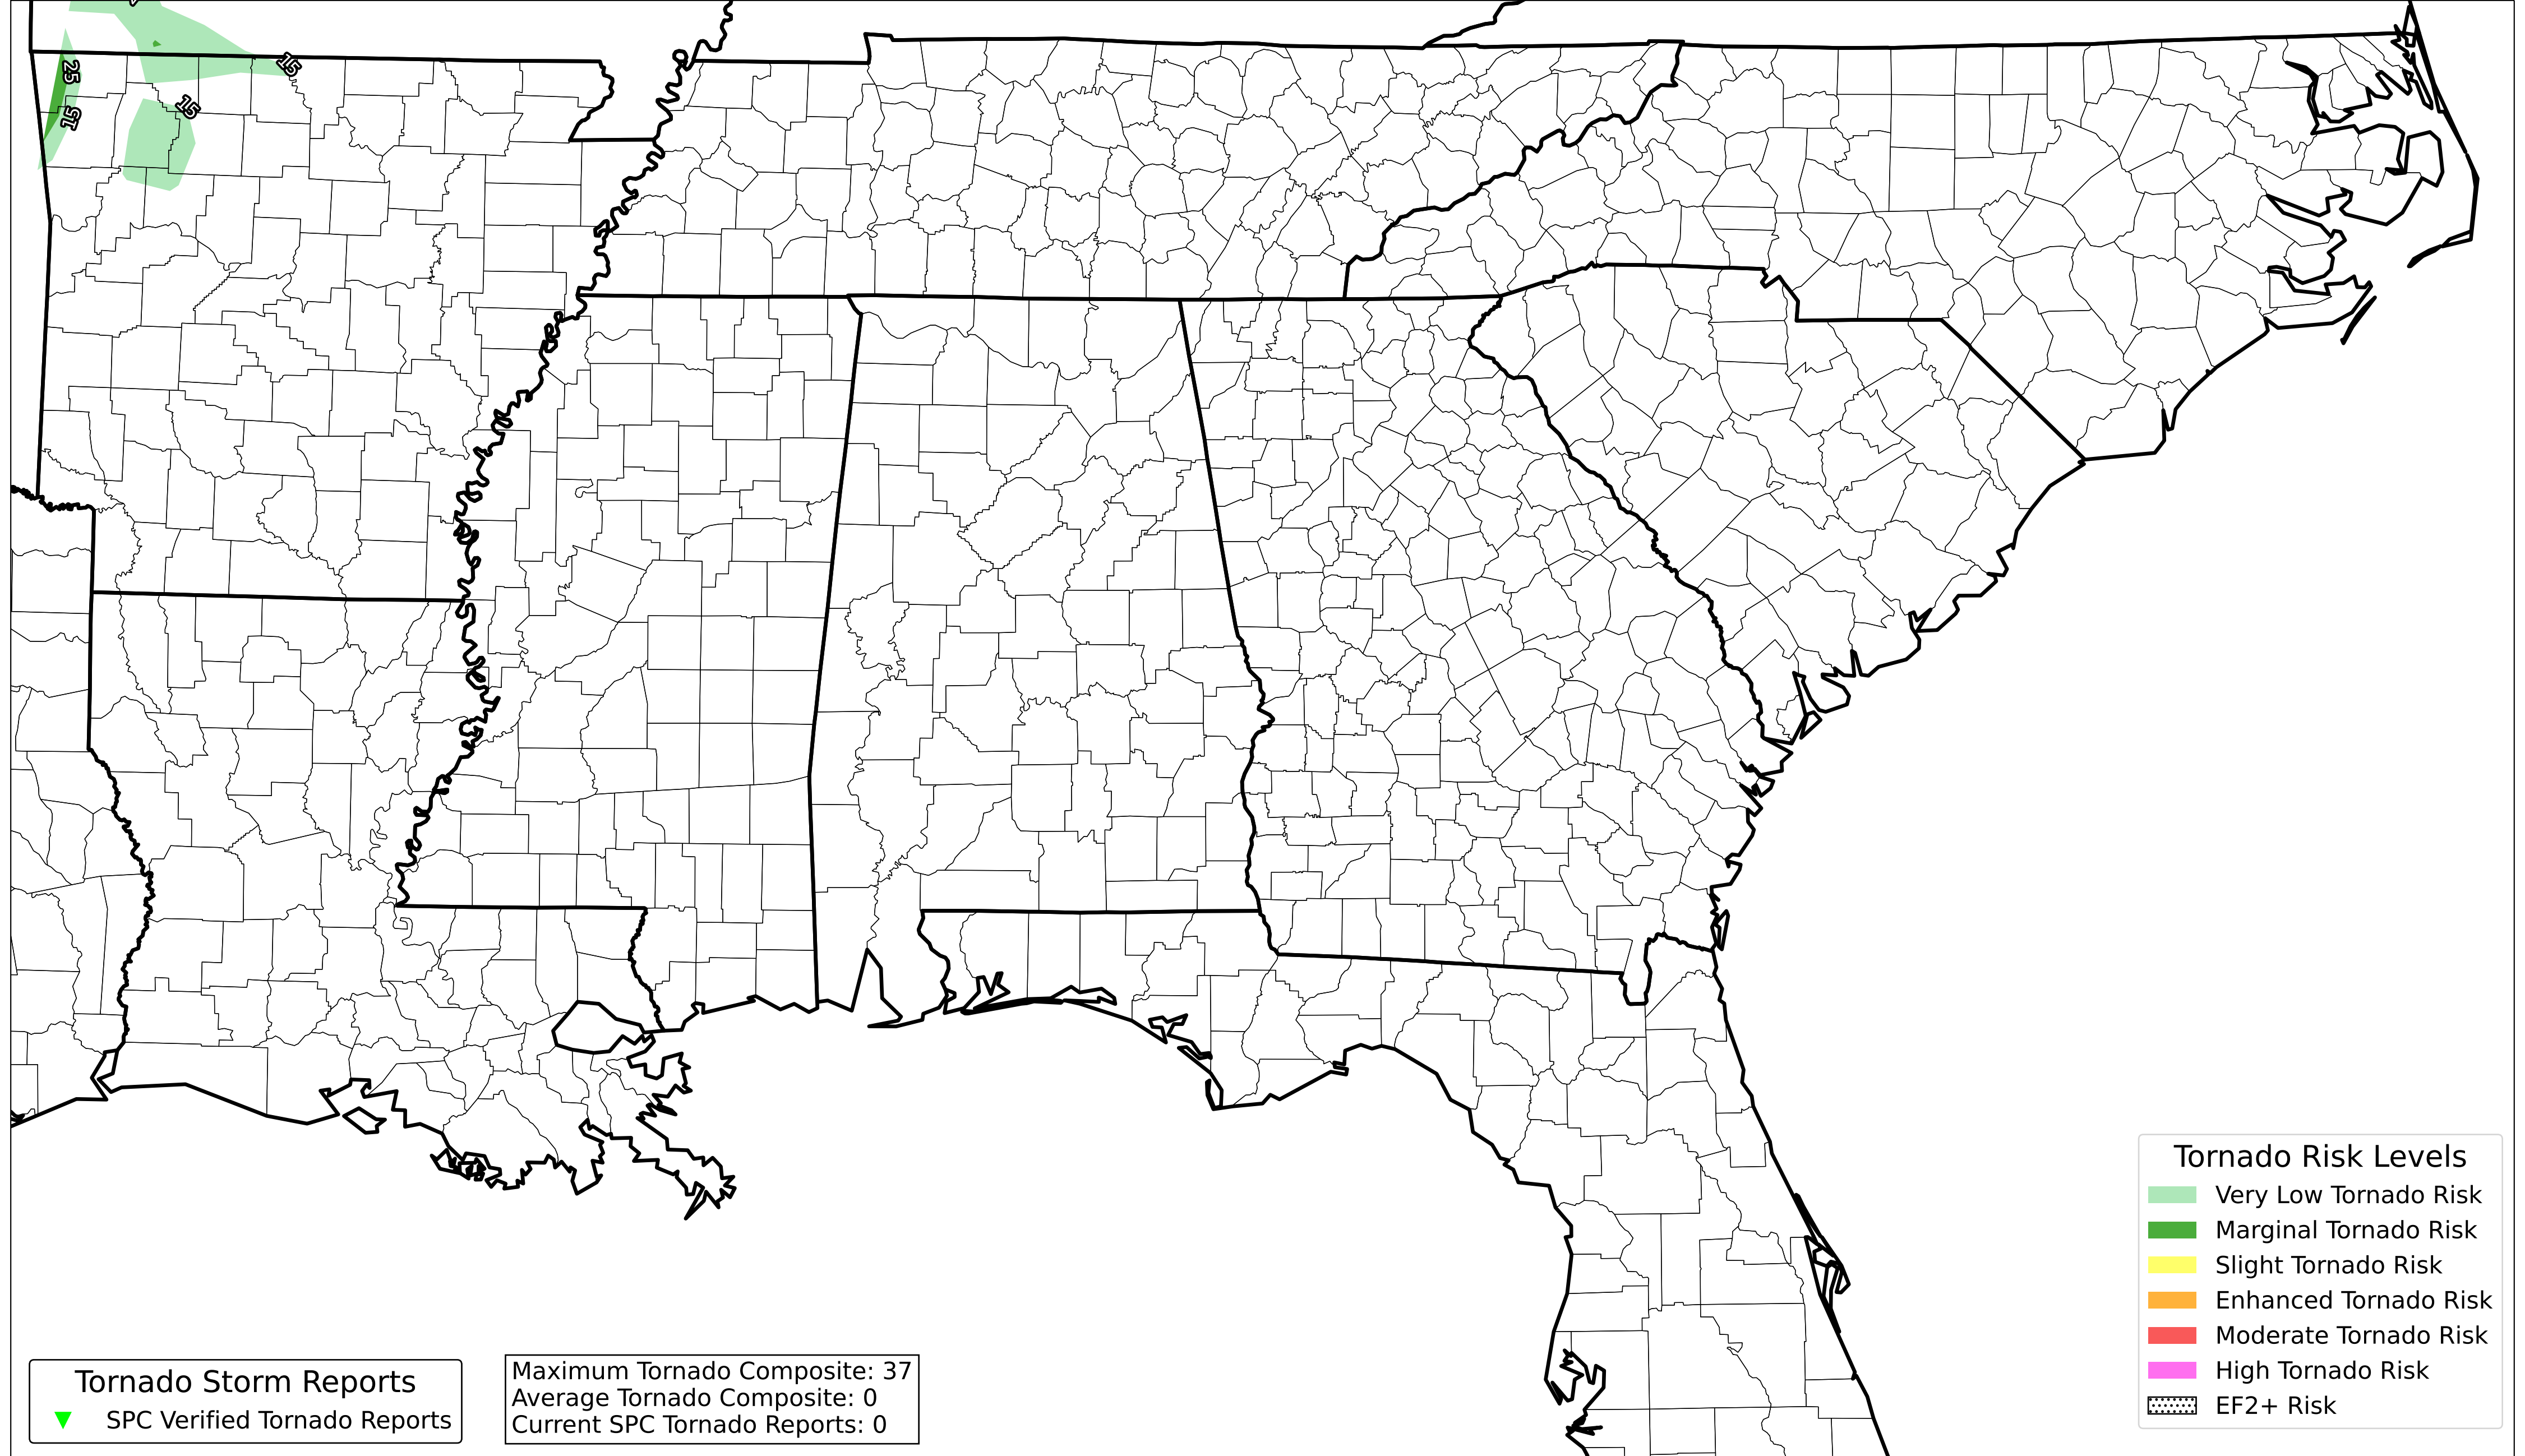 15
25
15
15
Tornado Storm Reports
SPC Verified Tornado Reports
Maximum Tornado Composite: 37
Average Tornado Composite: 0
Current SPC Tornado Reports: 0
Tornado Risk Levels
Very Low Tornado Risk
Marginal Tornado Risk
Slight Tornado Risk
Enhanced Tornado Risk
Moderate Tornado Risk
High Tornado Risk
EF2+ Risk